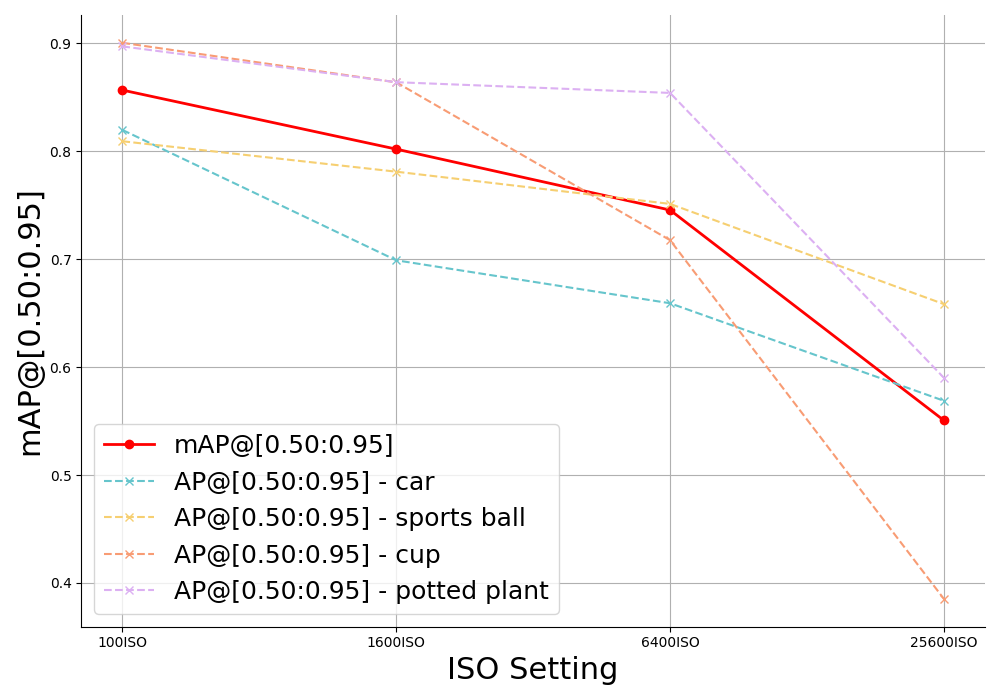 0.9
0.8
0.7
0.6
0.5
0.4
mAP@[0.50:0.95]
mAP@[0.50:0.95]
AP@[0.50:0.95] - car
AP@[0.50:0.95] - sports ball
AP@[0.50:0.95] - cup
AP@[0.50:0.95] - potted plant
100ISO 1600ISO 6400ISO 25600ISO
ISO Setting